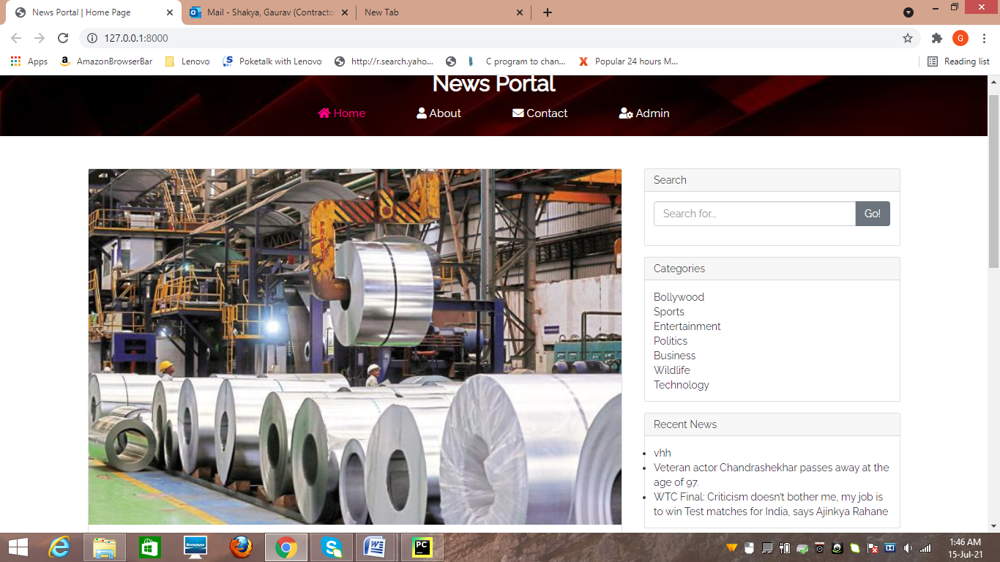 News Portal | Home Page
Mail - Shakya, Gaurav (Contracto
New Tab
127.0.0.1:8000
G
Apps
AmazonBrowserBar
Lenovo
Poketalk with Lenovo
http://r.search.yaho...
C program to chan...
Popular 24 hours M...
Reading list
News Portal
Home
About
Contact
Admin
PRAGA
Search
Search for...
Go!
Categories
Bollywood
Sports
Entertainment
Politics
Business
Wildlife
Technology
Recent News
vhh
Veteran actor Chandrashekhar passes away at the
age of 97.
WTC Final: Criticism doesn't bother me, my job is
to win Test matches for India, says Ajinkya Rahane
lenovo
PC
1:46 AM
15-Jul-21